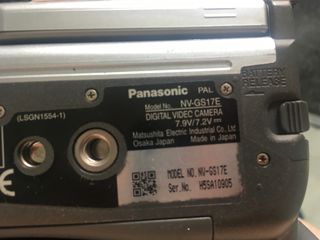 Panasonic PAL
Model No. NV-GS17E
DIGITAL VIDEO CAMERA
7.9V/7.2V ⎓
Matsushita Electric Industrial Co., Ltd
Osaka Japan Made in Japan
BATTERY
RELEASE
(LSGN1554-1)
CE
MODEL NO. NV-GS17E
Ser.No. H5SA10905